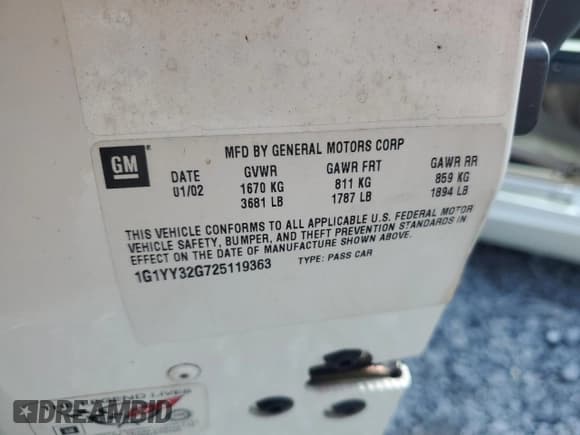 GM
MFD BY GENERAL MOTORS CORP
DATE GVWR GAWR FRT GAWR RR
01/02 1670 KG 811 KG 859 KG
3681 LB 1787 LB 1894 LB
THIS VEHICLE CONFORMS TO ALL APPLICABLE U.S. FEDERAL MOTOR
VEHICLE SAFETY, BUMPER, AND THEFT PREVENTION STANDARDS IN
EFFECT ON THE DATE OF MANUFACTURE SHOWN ABOVE.
1G1YY32G725119363 TYPE: PASS CAR
GM
DREAMBID